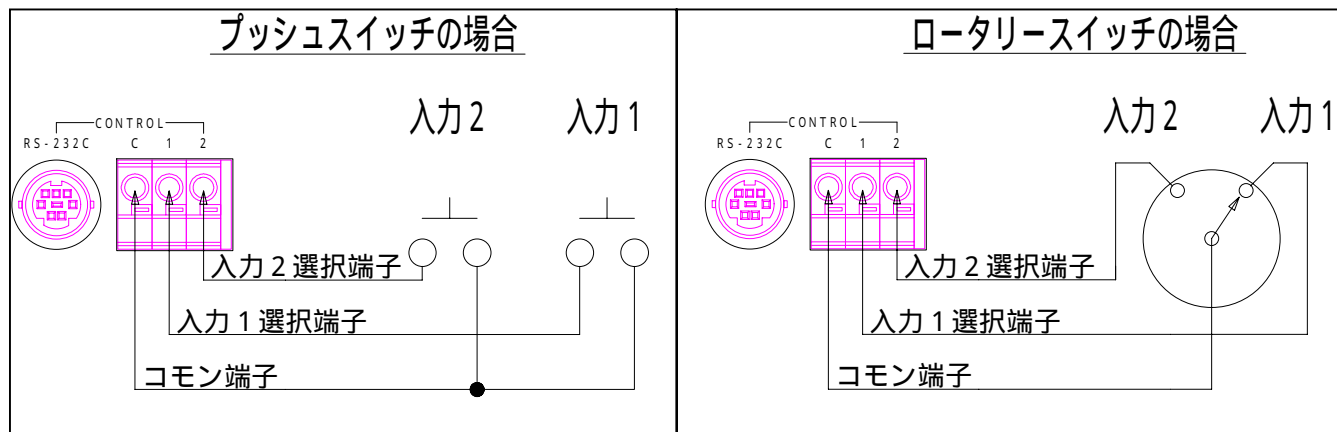 プッシュスイッチの場合
CONTROL
RS-232C C 1 2
入力2 入力1
入力2選択端子
入力1選択端子
コモン端子
ロータリースイッチの場合
CONTROL
RS-232C C 1 2
入力2 入力1
入力2選択端子
入力1選択端子
コモン端子